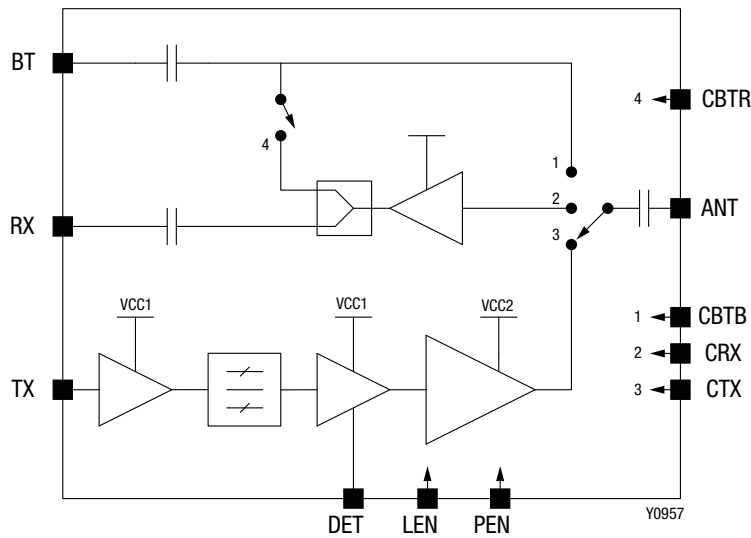 BT
4
CBTR
4
1
2
3
RX
ANT
VCC1
VCC1
VCC2
1
CBTB
2
CRX
TX
3
CTX
DET
LEN
PEN
Y0957